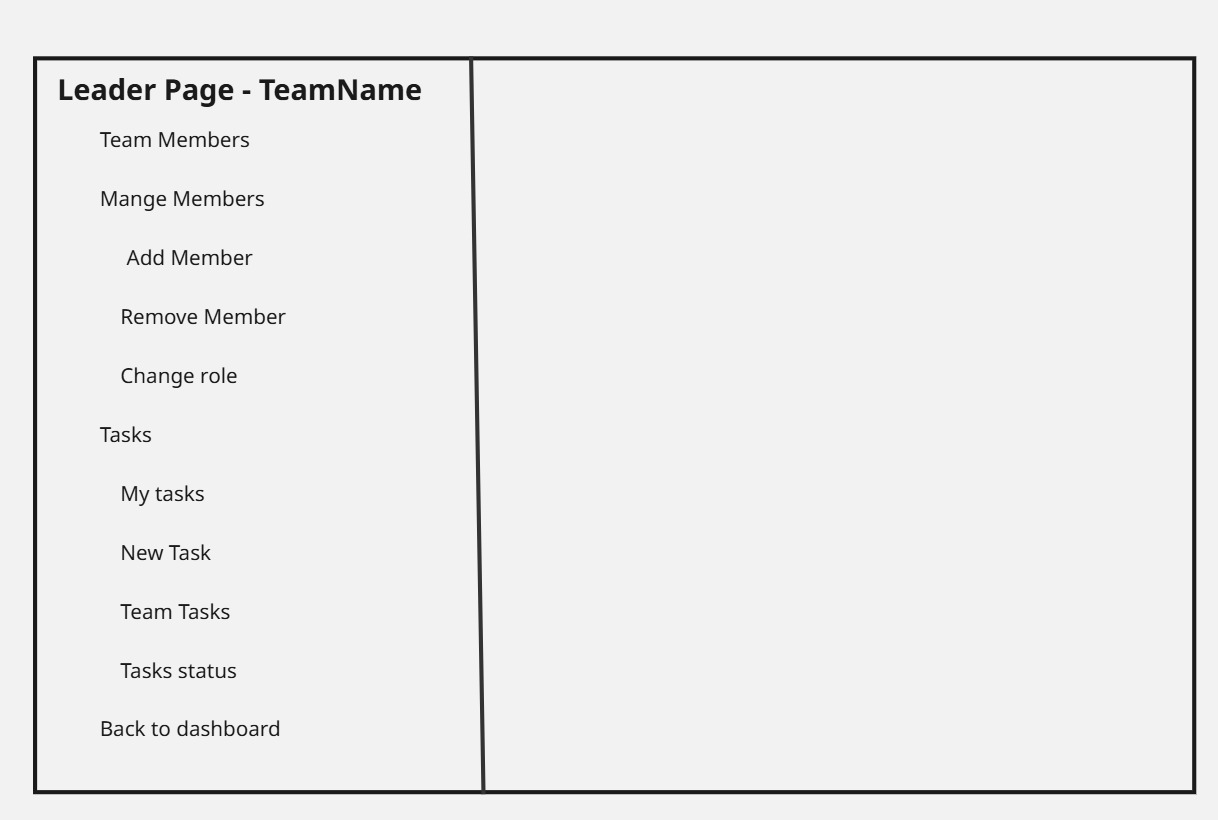 Leader Page - TeamName
Team Members
Mange Members
Add Member
Remove Member
Change role
Tasks
My tasks
New Task
Team Tasks
Tasks status
Back to dashboard